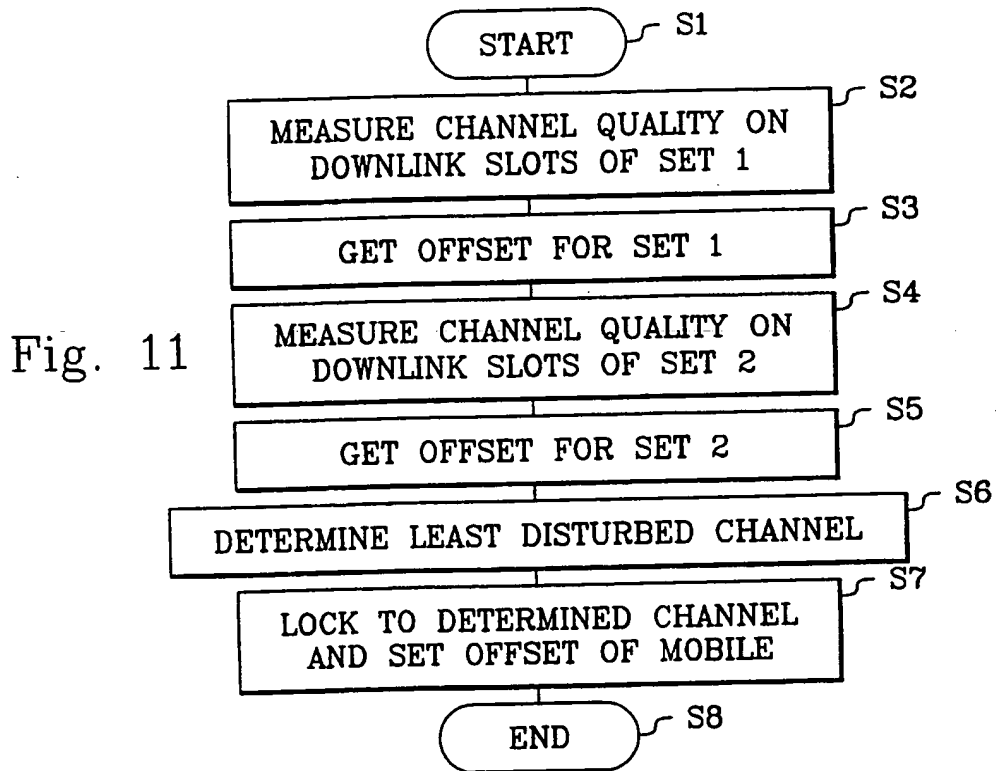 START
S1
S2
MEASURE CHANNEL QUALITY ON
DOWNLINK SLOTS OF SET 1
S3
GET OFFSET FOR SET 1
S4
MEASURE CHANNEL QUALITY ON
DOWNLINK SLOTS OF SET 2
Fig. 11
S5
GET OFFSET FOR SET 2
S6
DETERMINE LEAST DISTURBED CHANNEL
S7
LOCK TO DETERMINED CHANNEL
AND SET OFFSET OF MOBILE
END
S8